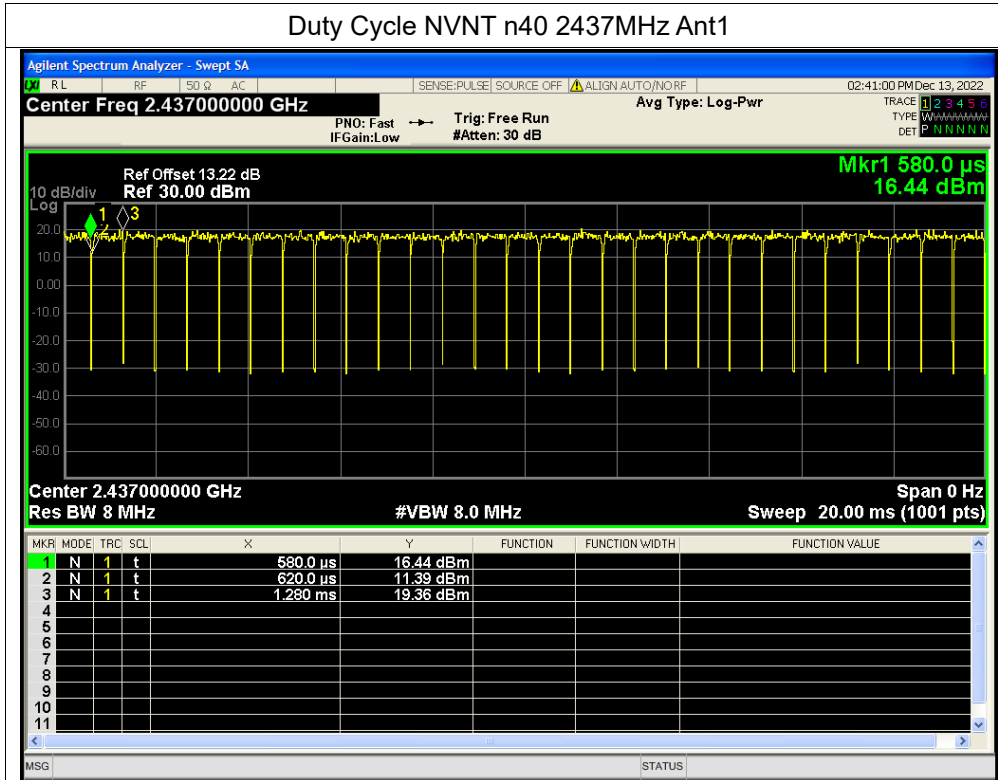 Duty Cycle NVNT n40 2437MHz Ant1
Agilent Spectrum Analyzer - Swept SA
LXI RL RF 50 Ω AC SENSE:PULSE SOURCE OFF ALIGN AUTO/NO RF 02:41:00 PM Dec 13, 2022
Center Freq 2.437000000 GHz Avg Type: Log-Pwr TRACE 1 2 3 4 5 6
PNO: Fast Trig: Free Run TYPE WWWWWW
IFGain:Low #Atten: 30 dB DET P N N N N N
Mkr1 580.0 µs
Ref Offset 13.22 dB
10 dB/div Ref 30.00 dBm 16.44 dBm
Log
1 2 3
20.0
10.0
0.00
-10.0
-20.0
-30.0
-40.0
-50.0
-60.0
Center 2.437000000 GHz Span 0 Hz
Res BW 8 MHz #VBW 8.0 MHz Sweep 20.00 ms (1001 pts)
MKR MODE TRC SCL X Y FUNCTION FUNCTION WIDTH FUNCTION VALUE
1 N 1 t 580.0 µs 16.44 dBm
2 N 1 t 620.0 µs 11.39 dBm
3 N 1 t 1.280 ms 19.36 dBm
4
5
6
7
8
9
10
11
MSG STATUS